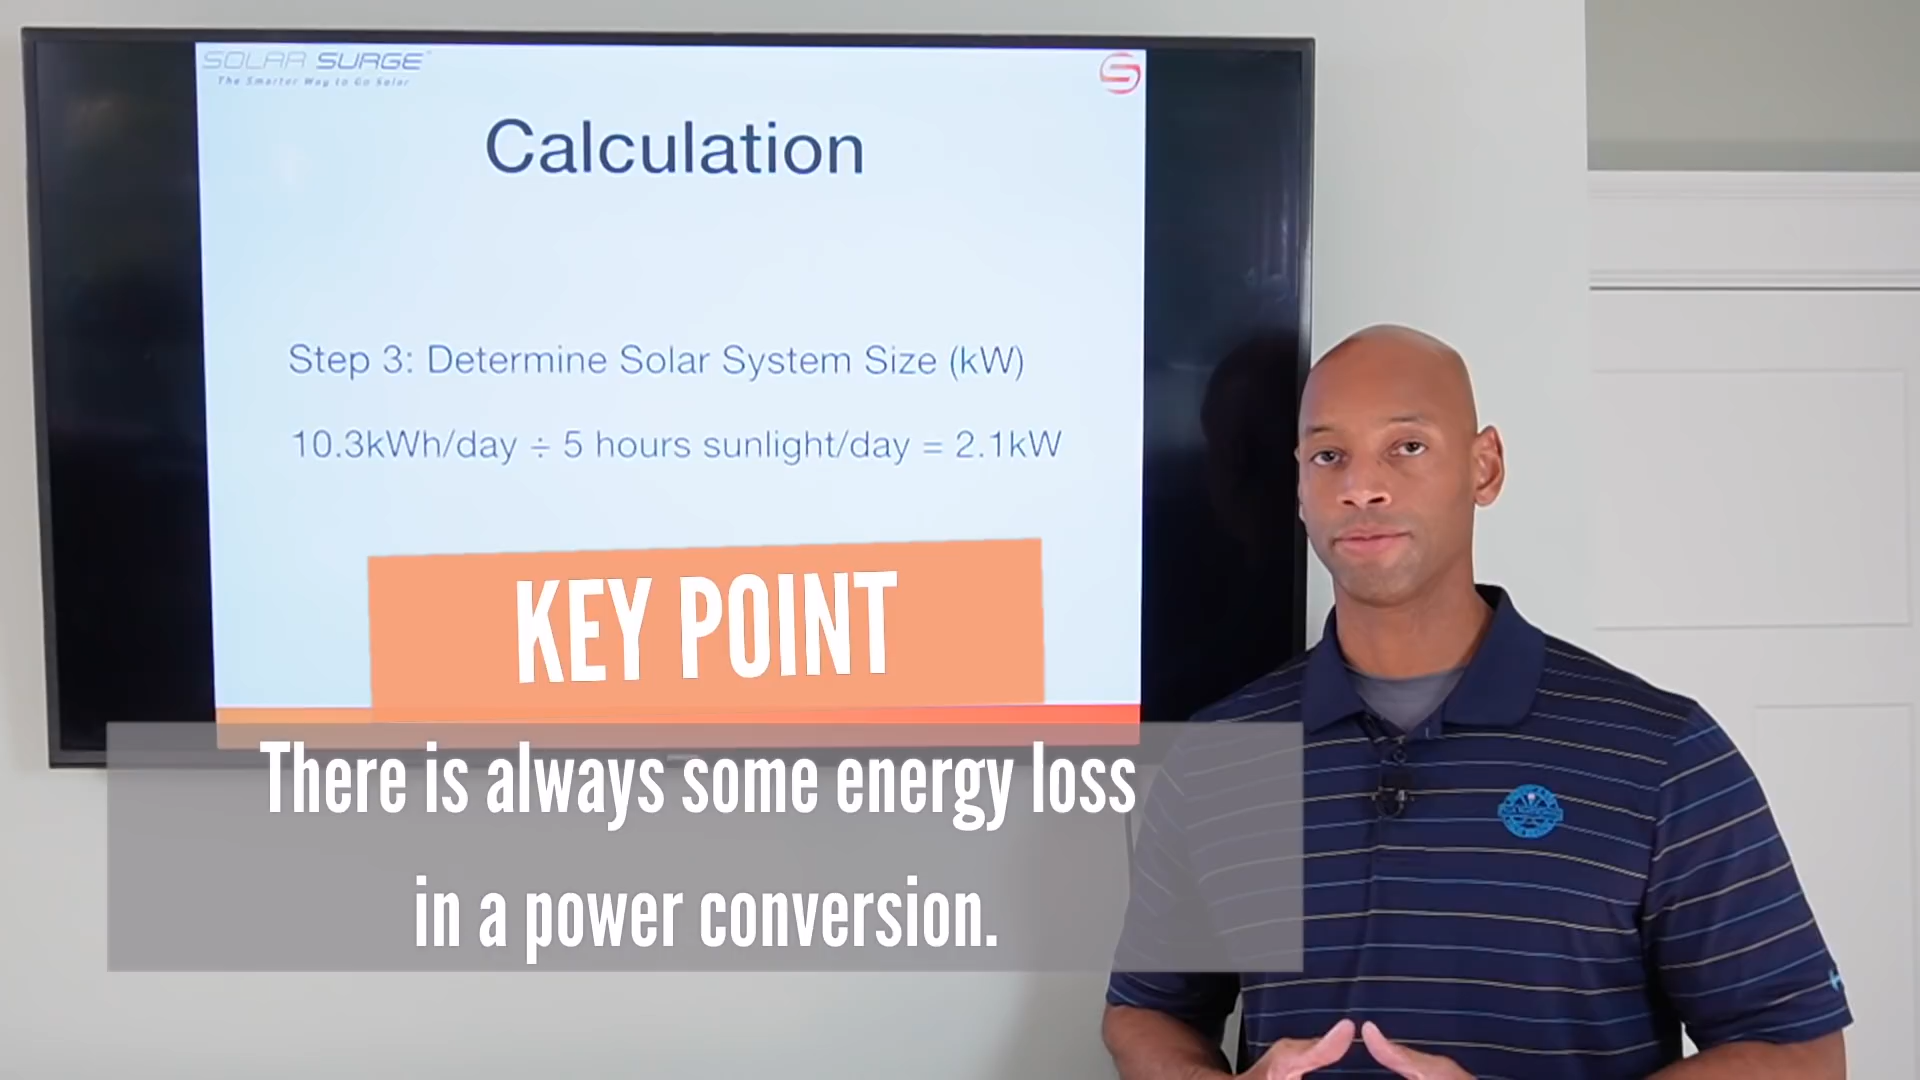 SOLAR SURGE
The Smarter Way to Go Solar
Calculation
Step 3: Determine Solar System Size (kW)
10.3kWh/day ÷ 5 hours sunlight/day = 2.1kW
KEY POINT
There is always some energy loss
in a power conversion.